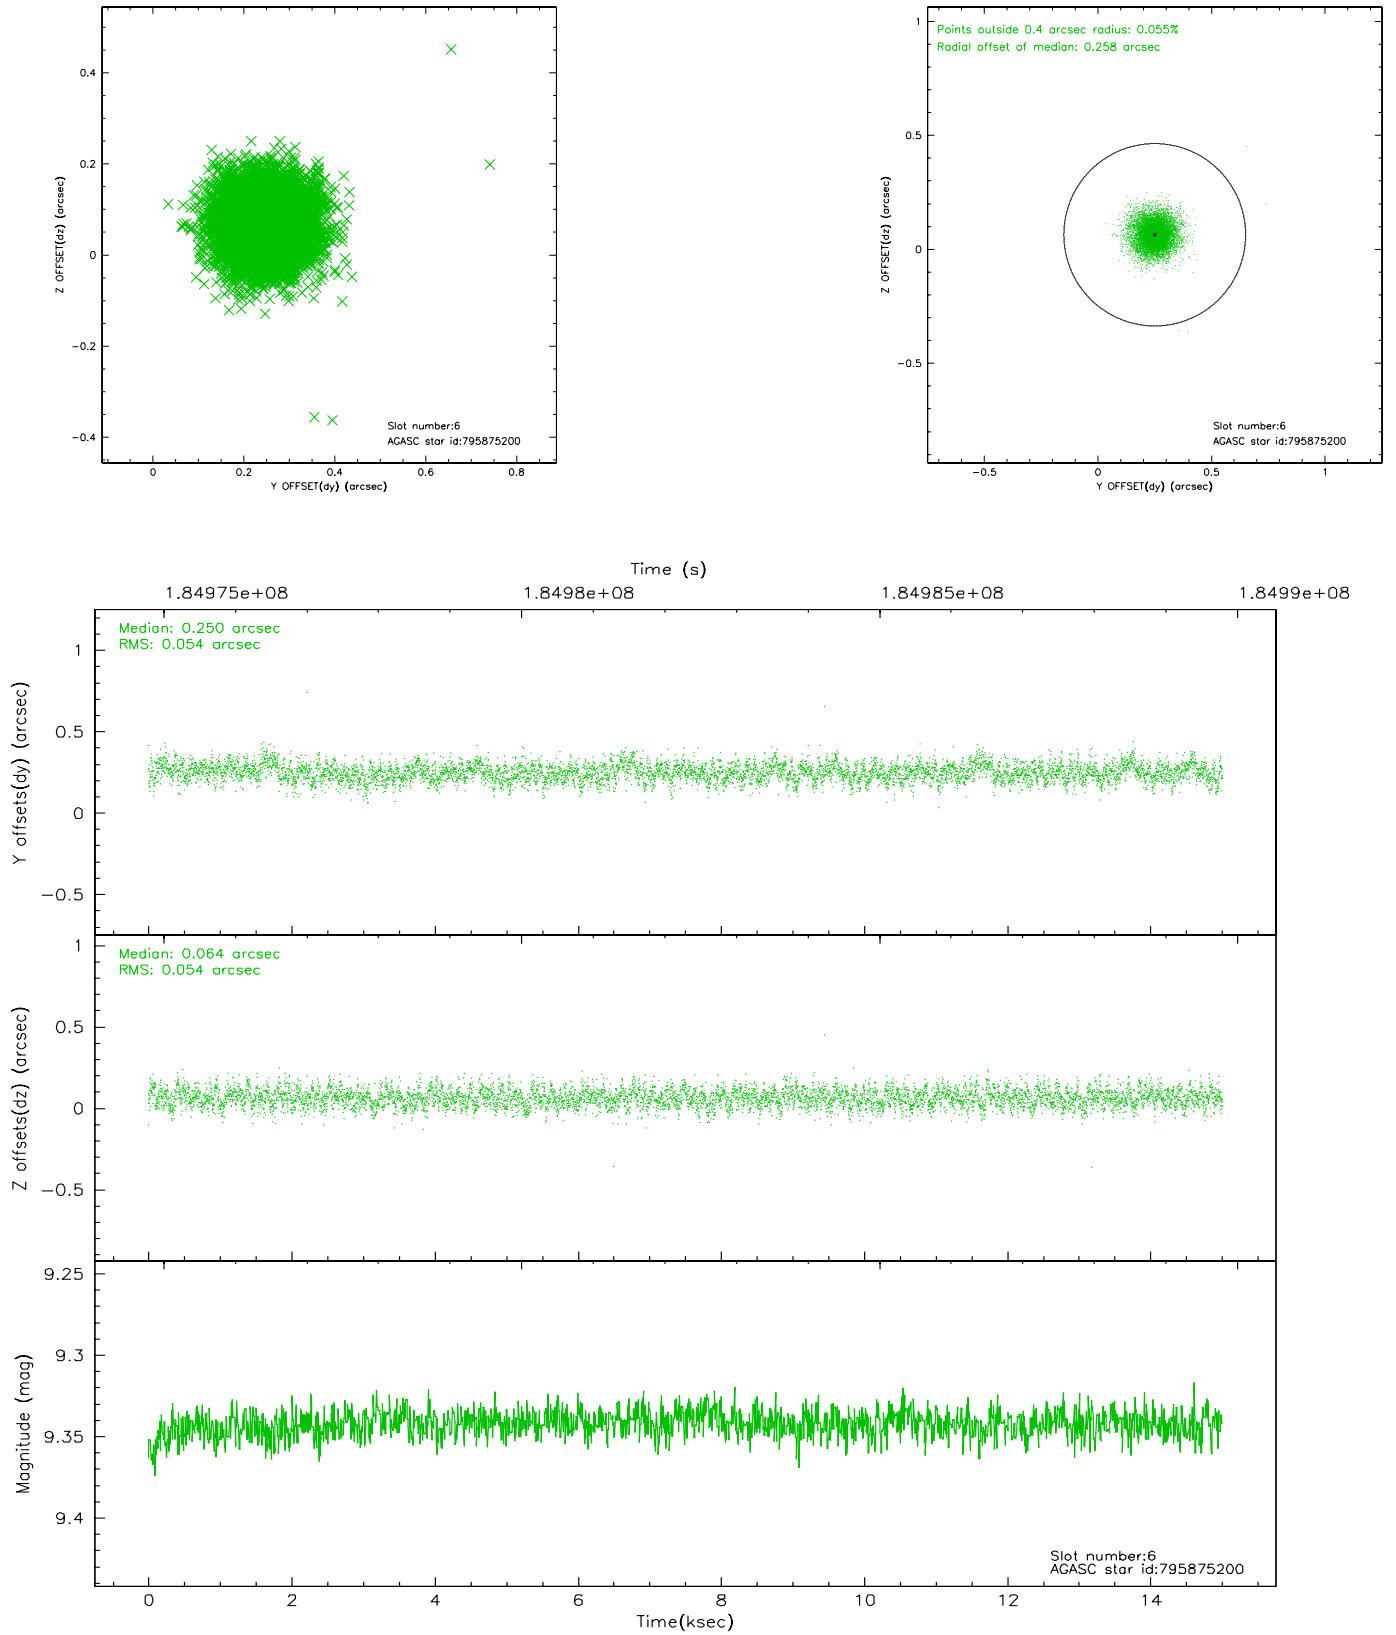 0.4
0.2
0
−0.2
−0.4
Z OFFSET(dz) (arcsec)
Slot number:6
AGASC star id:795875200
0 0.2 0.4 0.6 0.8
Y OFFSET(dy) (arcsec)
Points outside 0.4 arcsec radius: 0.055%
Radial offset of median: 0.258 arcsec
1
0.5
0
−0.5
Z OFFSET(dz) (arcsec)
Slot number:6
AGASC star id:795875200
−0.5 0 0.5 1
Y OFFSET(dy) (arcsec)
Time (s)
1.84975e+08 1.8498e+08 1.84985e+08 1.8499e+08
Median: 0.250 arcsec
RMS: 0.054 arcsec
1
0.5
0
−0.5
Y offsets(dy) (arcsec)
Median: 0.064 arcsec
RMS: 0.054 arcsec
1
0.5
0
−0.5
Z offsets(dz) (arcsec)
9.25
9.3
9.35
9.4
Magnitude (mag)
Slot number:6
AGASC star id:795875200
0 2 4 6 8 10 12 14
Time(ksec)